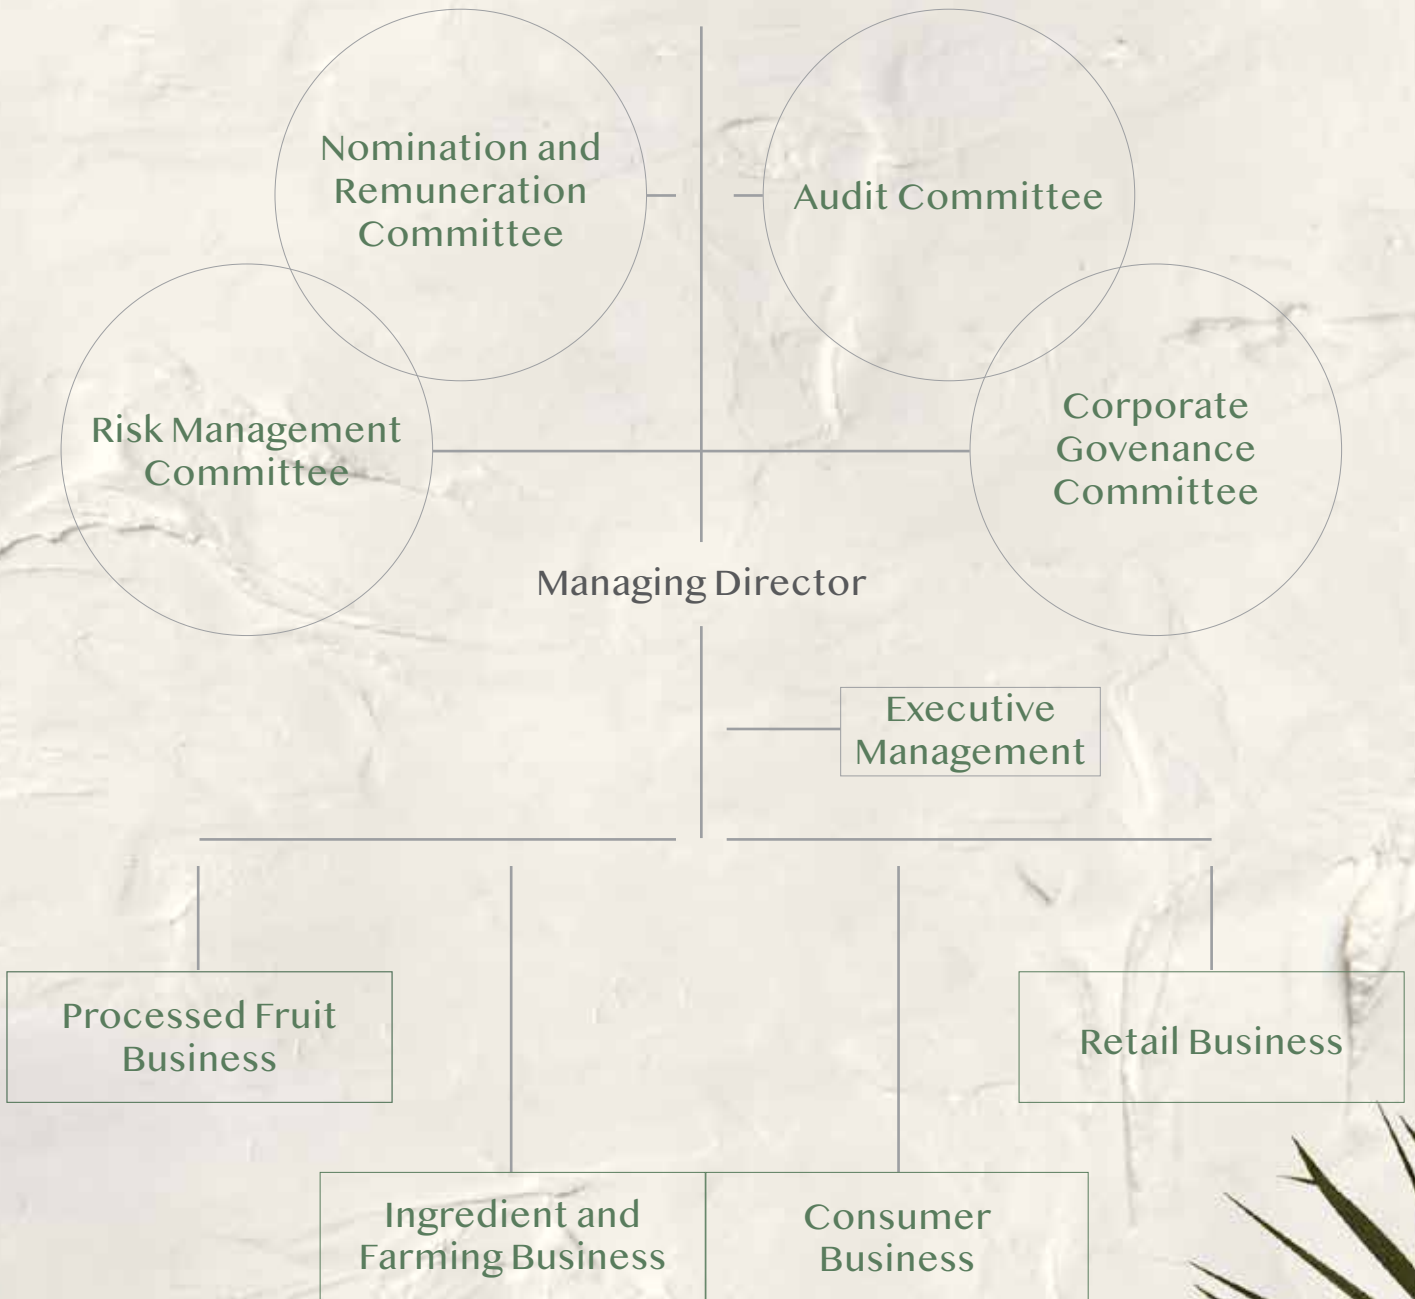 Nomination and
Remuneration
Committee
Audit Committee
Risk Management
Committee
Corporate
Govenance
Committee
Managing Director
Executive
Management
Processed Fruit
Business
Retail Business
Ingredient and
Farming Business
Consumer
Business